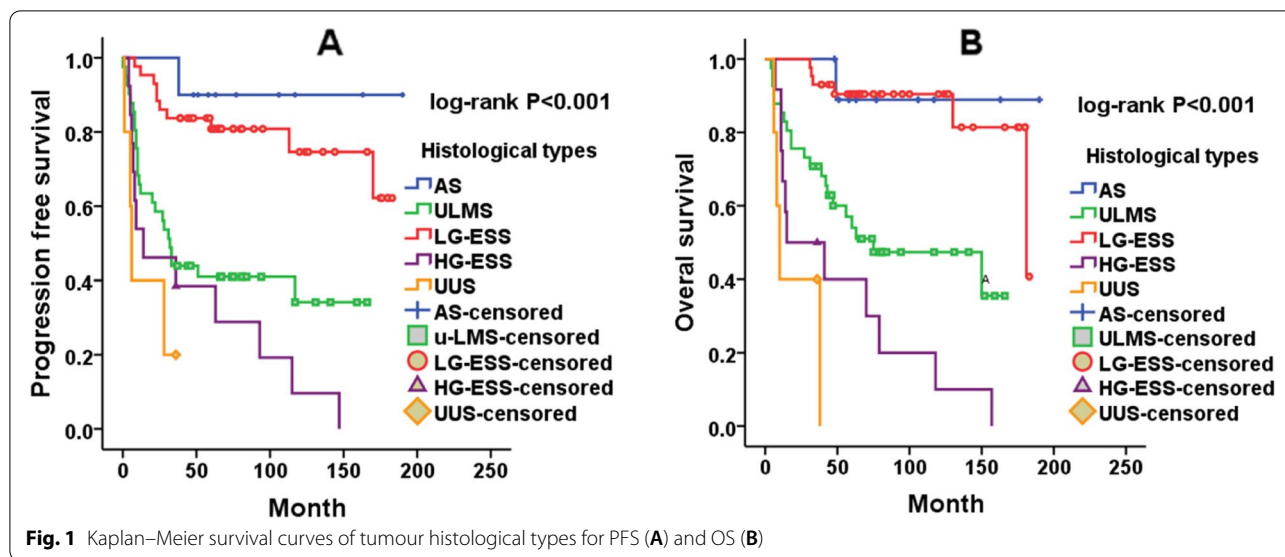 A
Progression free survival
1.0
0.8
0.6
0.4
0.2
0.0
0 50 100 150 200 250
Month
log-rank P<0.001
Histological types
AS
ULMS
LG-ESS
HG-ESS
UUS
AS-censored
u-LMS-censored
LG-ESS-censored
HG-ESS-censored
UUS-censored
B
Overal survival
1.0
0.8
0.6
0.4
0.2
0.0
A
0 50 100 150 200 250
Month
log-rank P<0.001
Histological types
AS
ULMS
LG-ESS
HG-ESS
UUS
AS-censored
ULMS-censored
LG-ESS-censored
HG-ESS-censored
UUS-censored
Fig. 1 Kaplan–Meier survival curves of tumour histological types for PFS (A) and OS (B)